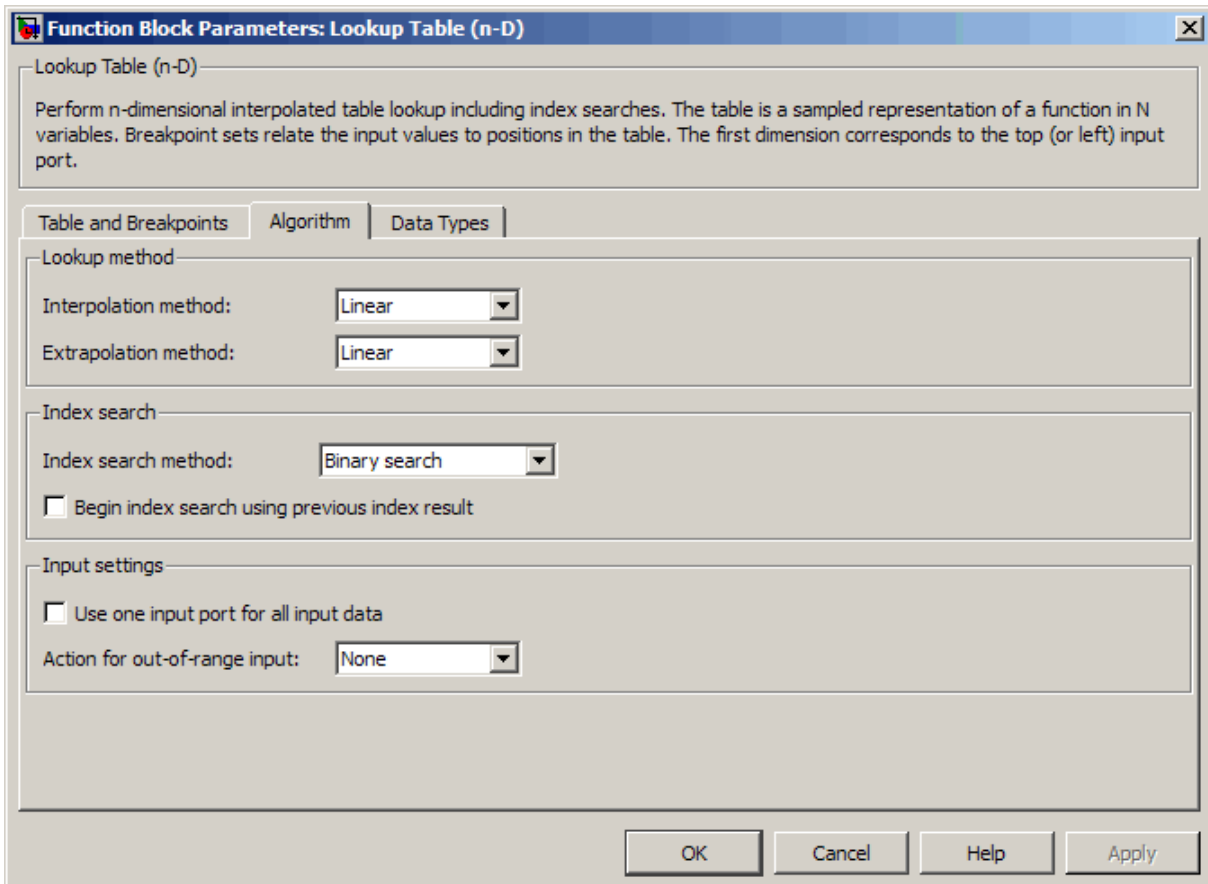 Function Block Parameters: Lookup Table (n-D)
Lookup Table (n-D)
Perform n-dimensional interpolated table lookup including index searches. The table is a sampled representation of a function in N
variables. Breakpoint sets relate the input values to positions in the table. The first dimension corresponds to the top (or left) input
port.
Table and Breakpoints
Algorithm
Data Types
Lookup method
Interpolation method:
Linear
Extrapolation method:
Linear
Index search
Index search method:
Binary search
Begin index search using previous index result
Input settings
Use one input port for all input data
Action for out-of-range input:
None
OK
Cancel
Help
Apply